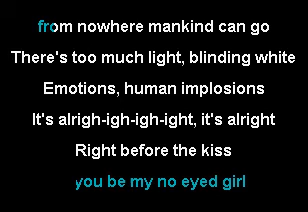 from nowhere mankind can go
There's too much light, blinding white
Emotions, human implosions
It's alrigh-igh-igh-ight, it's alright
Right before the kiss
you be my no eyed girl